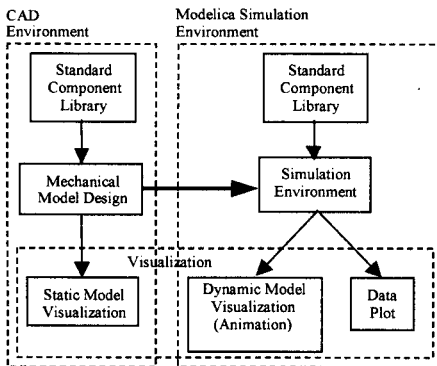 CAD
Environment
Modelica Simulation
Environment
Standard
Component
Library
Standard
Component
Library
Mechanical
Model Design
Simulation
Environment
Visualization
Static Model
Visualization
Dynamic Model
Visualization
(Animation)
Data
Plot